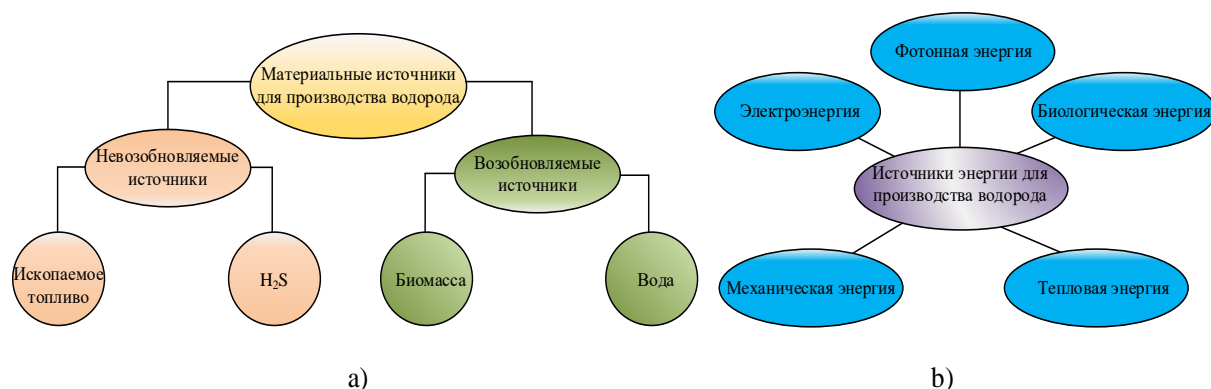 Материальные источники
для производства водорода
Невозобновляемые
источники
Возобновляемые
источники
Ископаемое
топливо
H₂S
Биомасса
Вода
a)
Фотонная энергия
Электроэнергия
Биологическая энергия
Источники энергии для
производства водорода
Механическая энергия
Тепловая энергия
b)